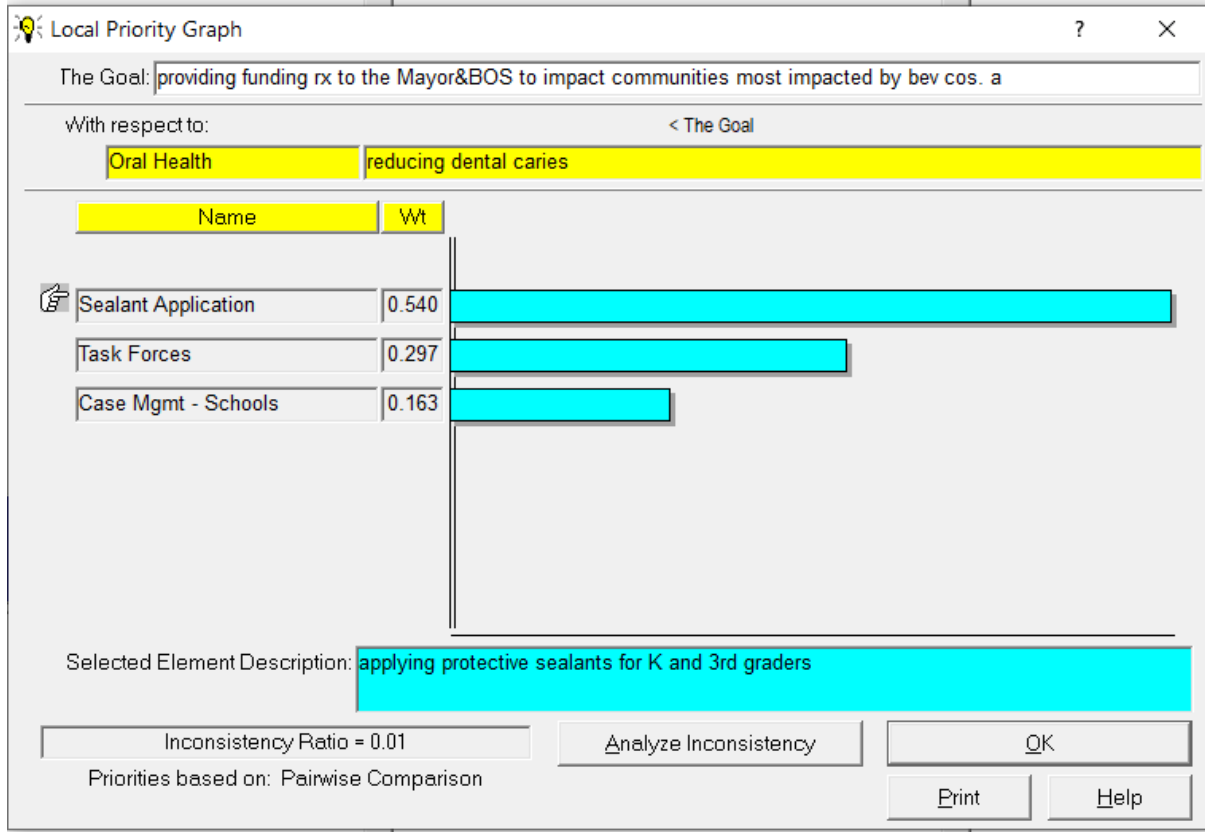 Local Priority Graph ?
The Goal: providing funding rx to the Mayor&BOS to impact communities most impacted by bev cos. a
With respect to: < The Goal
Oral Health reducing dental caries
Name Wt
Sealant Application 0.540
Task Forces 0.297
Case Mgmt - Schools 0.163
Selected Element Description: applying protective sealants for K and 3rd graders
Inconsistency Ratio = 0.01 Analyze Inconsistency OK
Priorities based on: Pairwise Comparison
Print Help